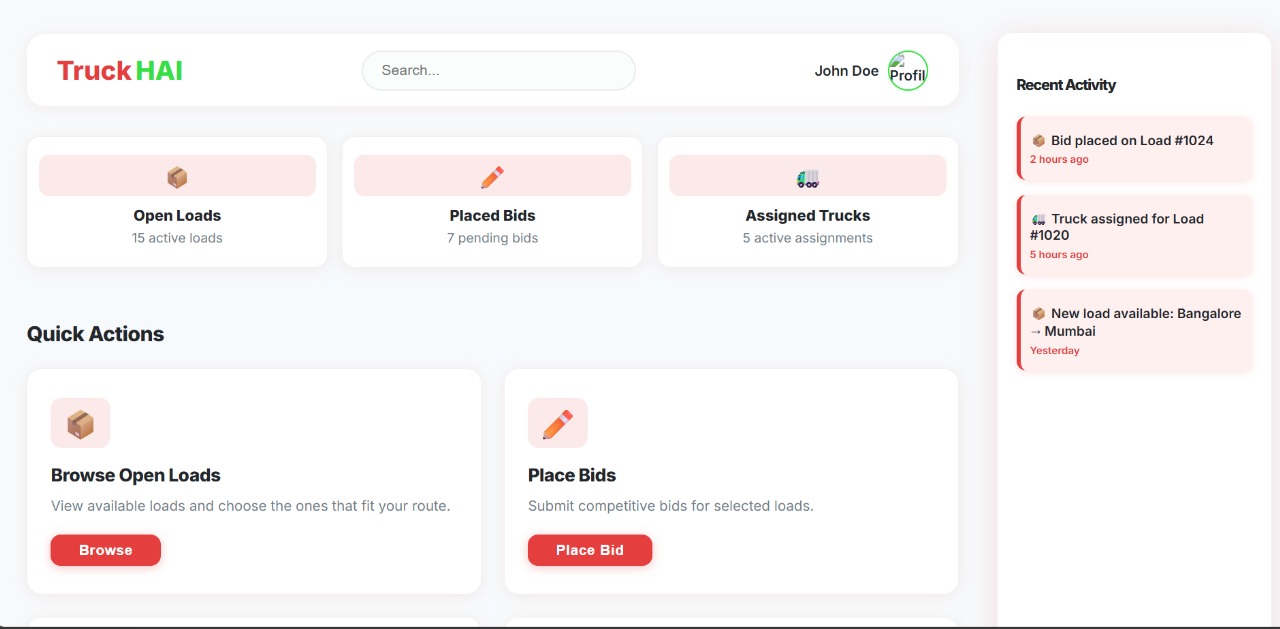 Truck HAI
Search...
John Doe
Profil
Open Loads
15 active loads
Placed Bids
7 pending bids
Assigned Trucks
5 active assignments
Quick Actions
Browse Open Loads
View available loads and choose the ones that fit your route.
Browse
Place Bids
Submit competitive bids for selected loads.
Place Bid
Recent Activity
Bid placed on Load #1024
2 hours ago
Truck assigned for Load
#1020
5 hours ago
New load available: Bangalore
→ Mumbai
Yesterday